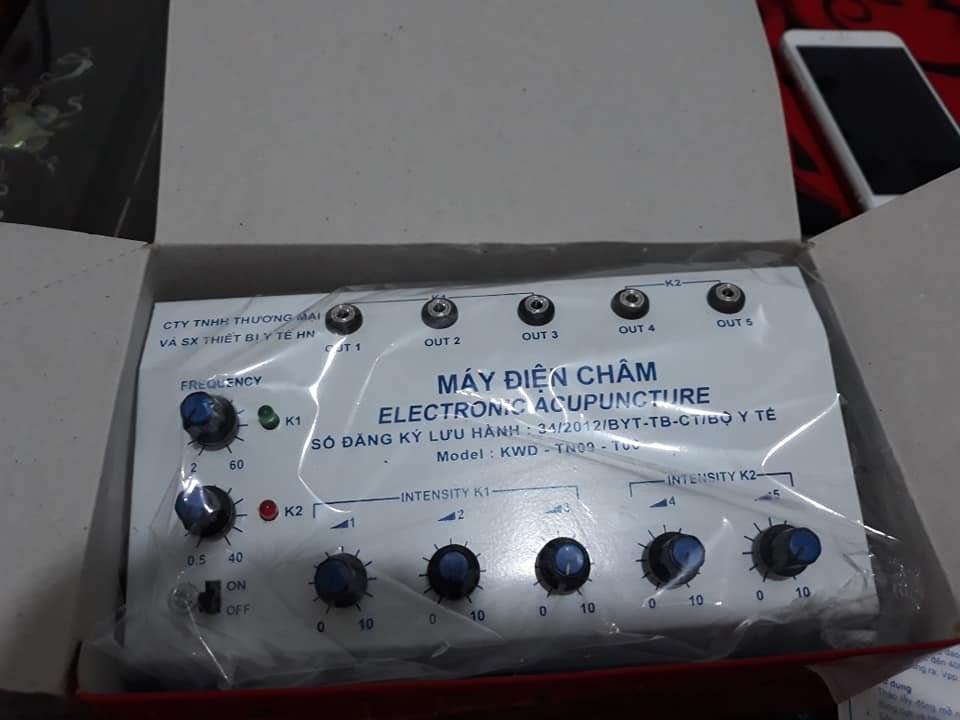 K1
K2
CTY TNHH THƯƠNG MẠI
VÀ SX THIẾT BỊ Y TẾ HN
OUT 1
OUT 2
OUT 3
OUT 4
OUT 5
MÁY ĐIỆN CHÂM
ELECTRONIC ACUPUNCTURE
SỐ ĐĂNG KÝ LƯU HÀNH : 34/2012/BYT-TB-CT/BỘ Y TẾ
Model : KWD - TN09 - T06
FREQUENCY
K1
2 60
K2
0.5 40
ON
OFF
INTENSITY K1
INTENSITY K2
1
2
3
4
5
0 10
0 10
0 10
0 10
0 10